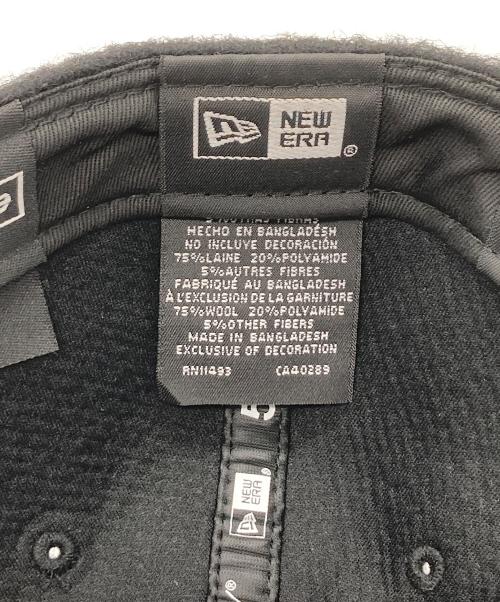 NEW
ERA
®
HECHO EN BANGLADÉSH
NO INCLUYE DECORACIÓN
75%LAINE 20%POLYAMIDE
5%AUTRES FIBRES
FABRIQUÉ AU BANGLADESH
À L'EXCLUSION DE LA GARNITURE
75%WOOL 20%POLYAMIDE
5%OTHER FIBERS
MADE IN BANGLADESH
EXCLUSIVE OF DECORATION
RN11493 CA40289
5
NEW
ERA